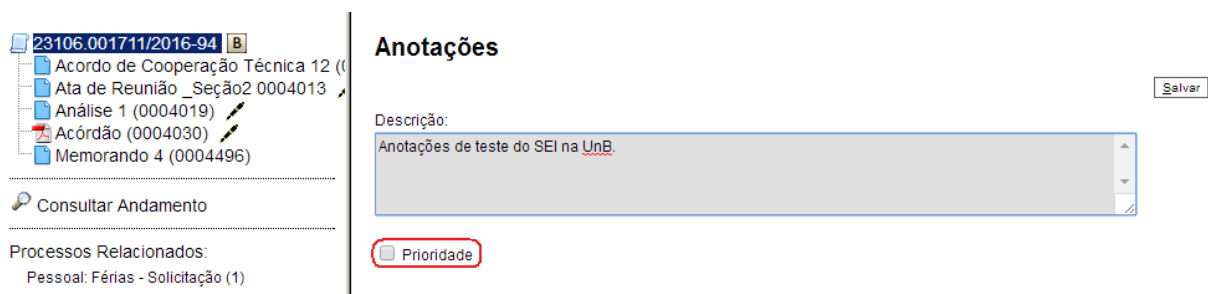 23106.001711/2016-94 B
Acordo de Cooperação Técnica 12 (
Ata de Reunião _Seção2 0004013
Análise 1 (0004019)
Acórdão (0004030)
Memorando 4 (0004496)
Consultar Andamento
Processos Relacionados:
Pessoal: Férias - Solicitação (1)
Anotações
Salvar
Descrição:
Anotações de teste do SEI na UnB.
Prioridade